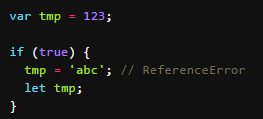 var tmp = 123;
if (true) {
  tmp = 'abc'; // ReferenceError
  let tmp;
}